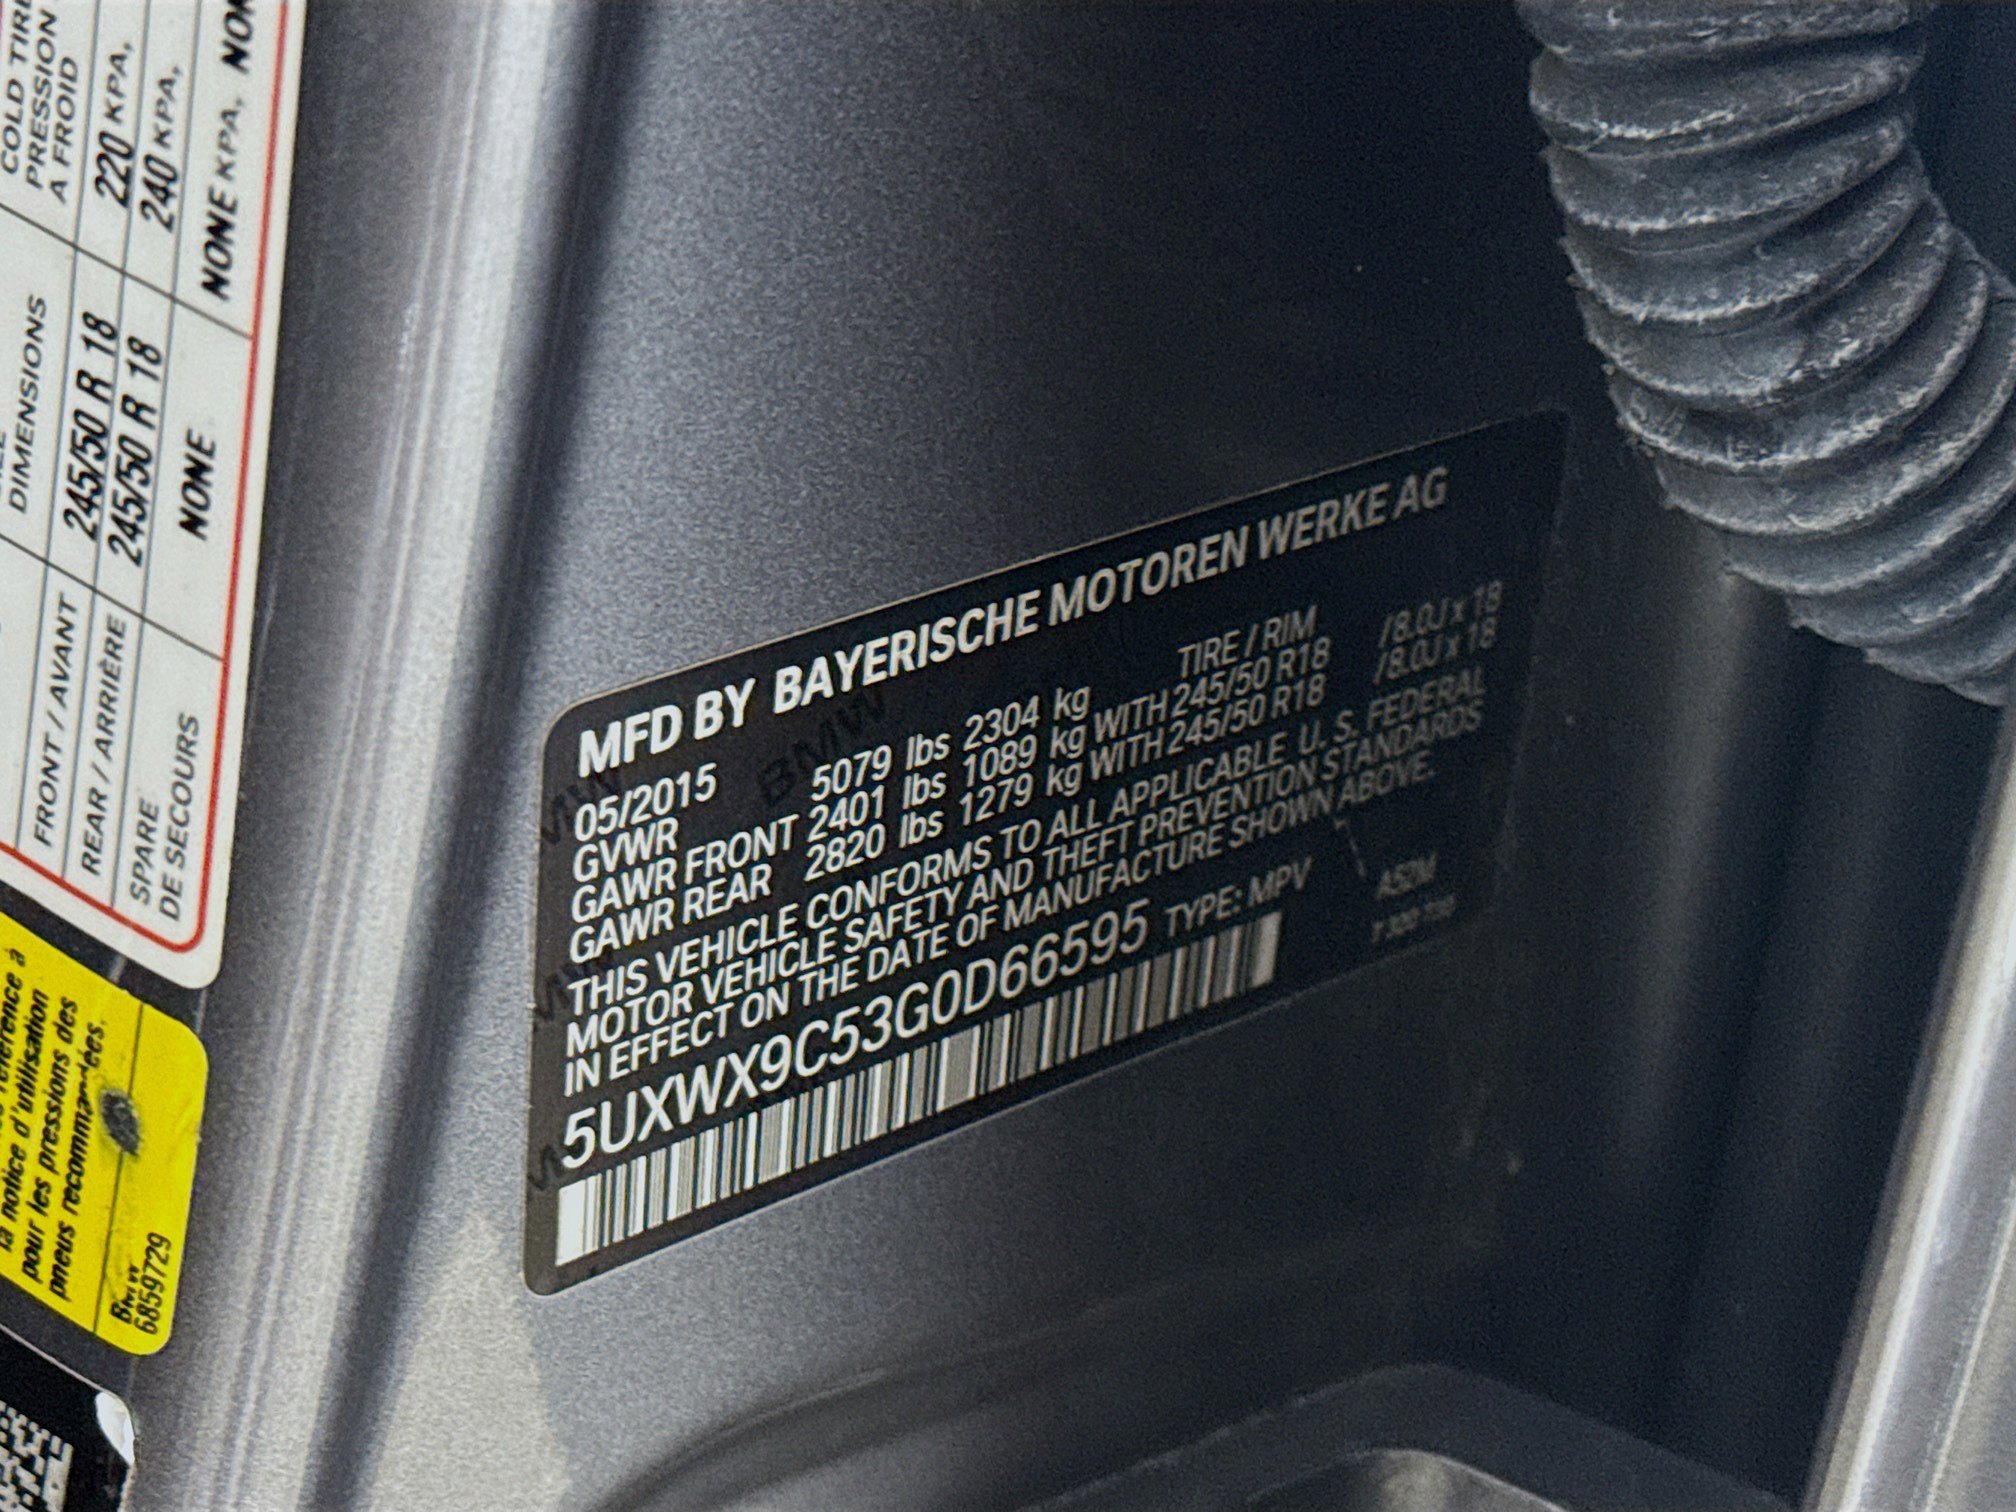 COLD TIRE
PRESSION
A FROID
220 KPA,
240 KPA,
NONE KPA, NON
DIMENSIONS
245/50 R 18
245/50 R 18
NONE
FRONT / AVANT
REAR / ARRIÈRE
SPARE
DE SECOURS
la notice d'utilisation
pour les pressions des
pneus recommandées.
BMW
6859729
MFD BY BAYERISCHE MOTOREN WERKE AG
05/2015
GVWR 5079 lbs 2304 kg TIRE / RIM
GAWR FRONT 2401 lbs 1089 kg WITH 245/50 R18 /8.0J x 18
GAWR REAR 2820 lbs 1279 kg WITH 245/50 R18 /8.0J x 18
THIS VEHICLE CONFORMS TO ALL APPLICABLE U. S. FEDERAL
MOTOR VEHICLE SAFETY AND THEFT PREVENTION STANDARDS
IN EFFECT ON THE DATE OF MANUFACTURE SHOWN ABOVE.
5UXWX9C53G0D66595 TYPE: MPV
BMW